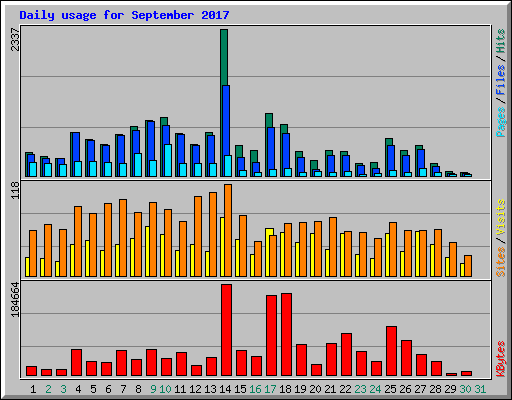 Daily usage for September 2017
2337
Pages / Files / Hits
118
Sites / Visits
184664
KBytes
1 2 3 4 5 6 7 8 9 10 11 12 13 14 15 16 17 18 19 20 21 22 23 24 25 26 27 28 29 30 31